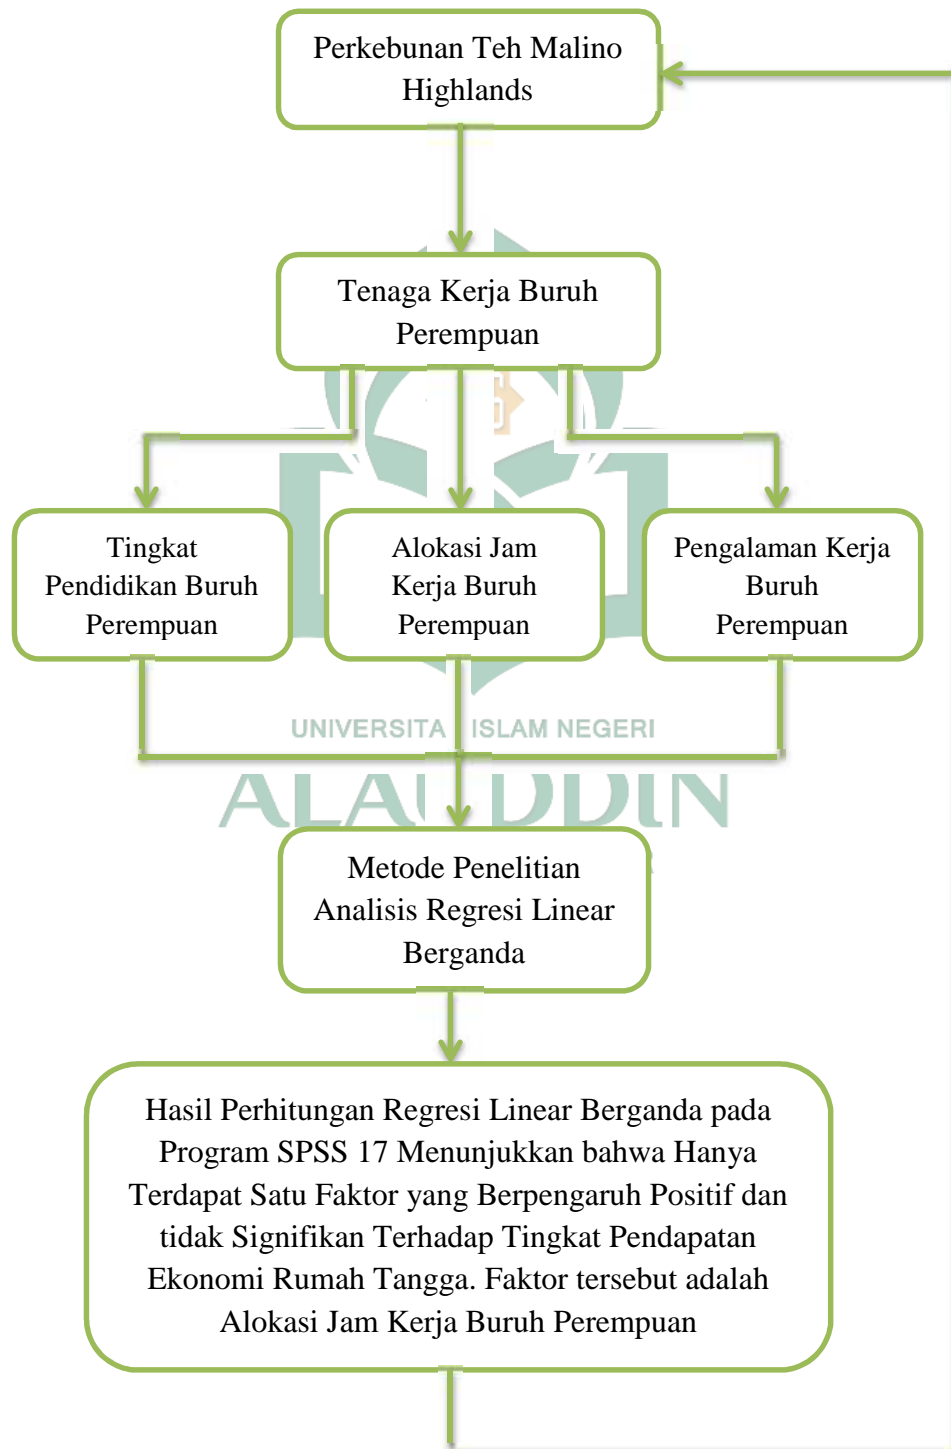 Perkebunan Teh Malino
Highlands
Tenaga Kerja Buruh
Perempuan
Tingkat
Pendidikan Buruh
Perempuan
Alokasi Jam
Kerja Buruh
Perempuan
Pengalaman Kerja
Buruh
Perempuan
UNIVERSITA ISLAM NEGERI
ALAUDDIN
Metode Penelitian
Analisis Regresi Linear
Berganda
Hasil Perhitungan Regresi Linear Berganda pada
Program SPSS 17 Menunjukkan bahwa Hanya
Terdapat Satu Faktor yang Berpengaruh Positif dan
tidak Signifikan Terhadap Tingkat Pendapatan
Ekonomi Rumah Tangga. Faktor tersebut adalah
Alokasi Jam Kerja Buruh Perempuan